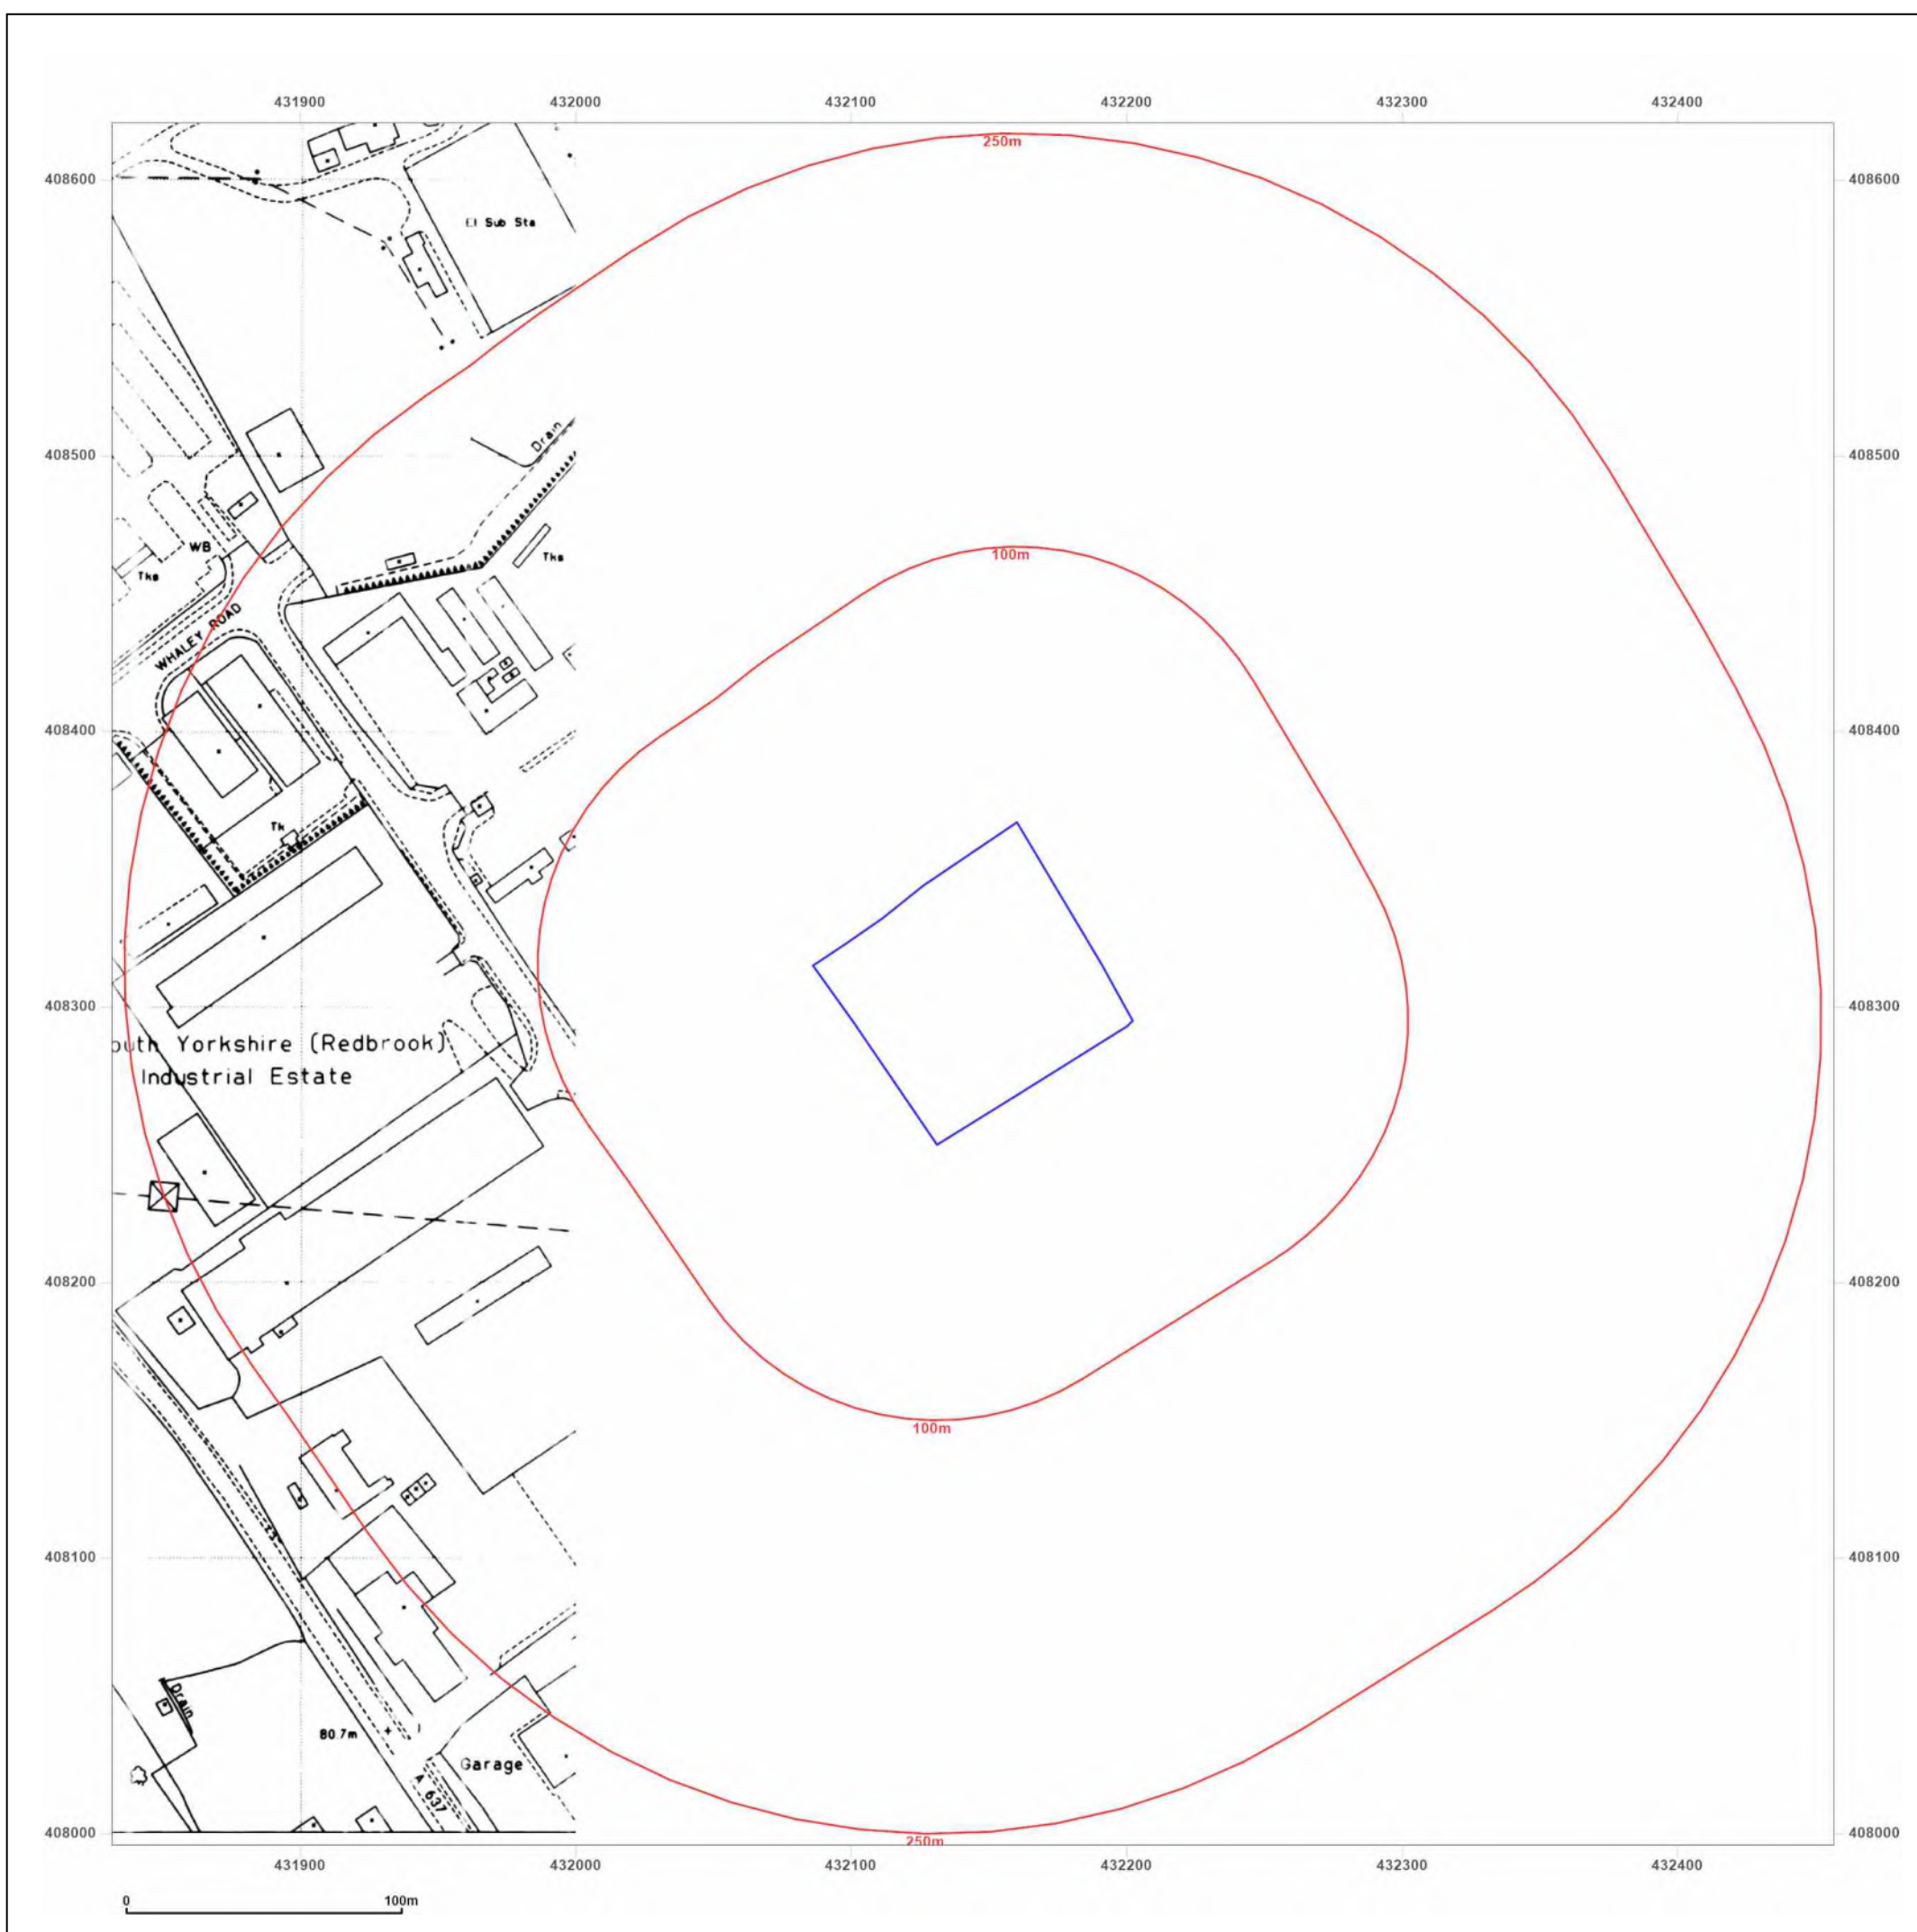 431900 432000 432100 432200 432300 432400
250m
408600 408600
El Sub Sta
Drain
408500 408500
WB
Tks
Tks
100m
WHALEY ROAD
408400 408400
Tk
408300 408300
outh Yorkshire (Redbrook)
Industrial Estate
408200 408200
100m
408100 408100
Drain
80.7m
Garage
A 637
408000 408000
250m
431900 432000 432100 432200 432300 432400
0 100m